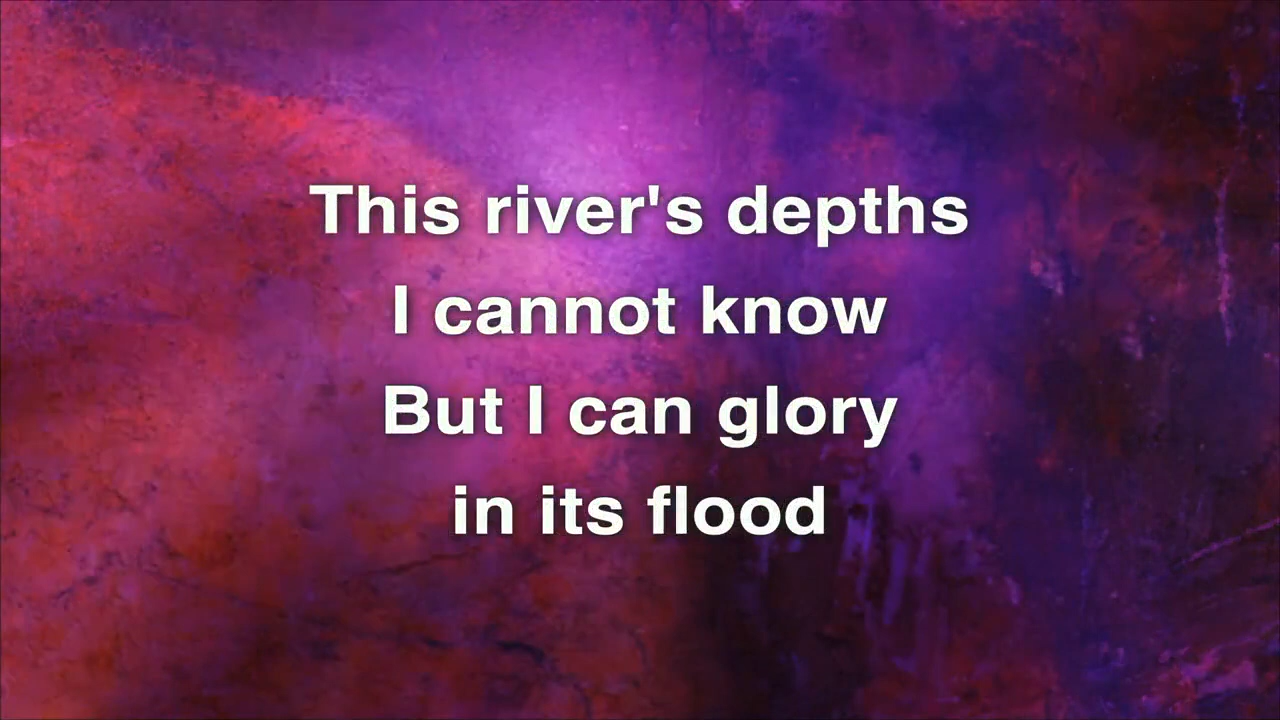 This river's depths
I cannot know
But I can glory
in its flood